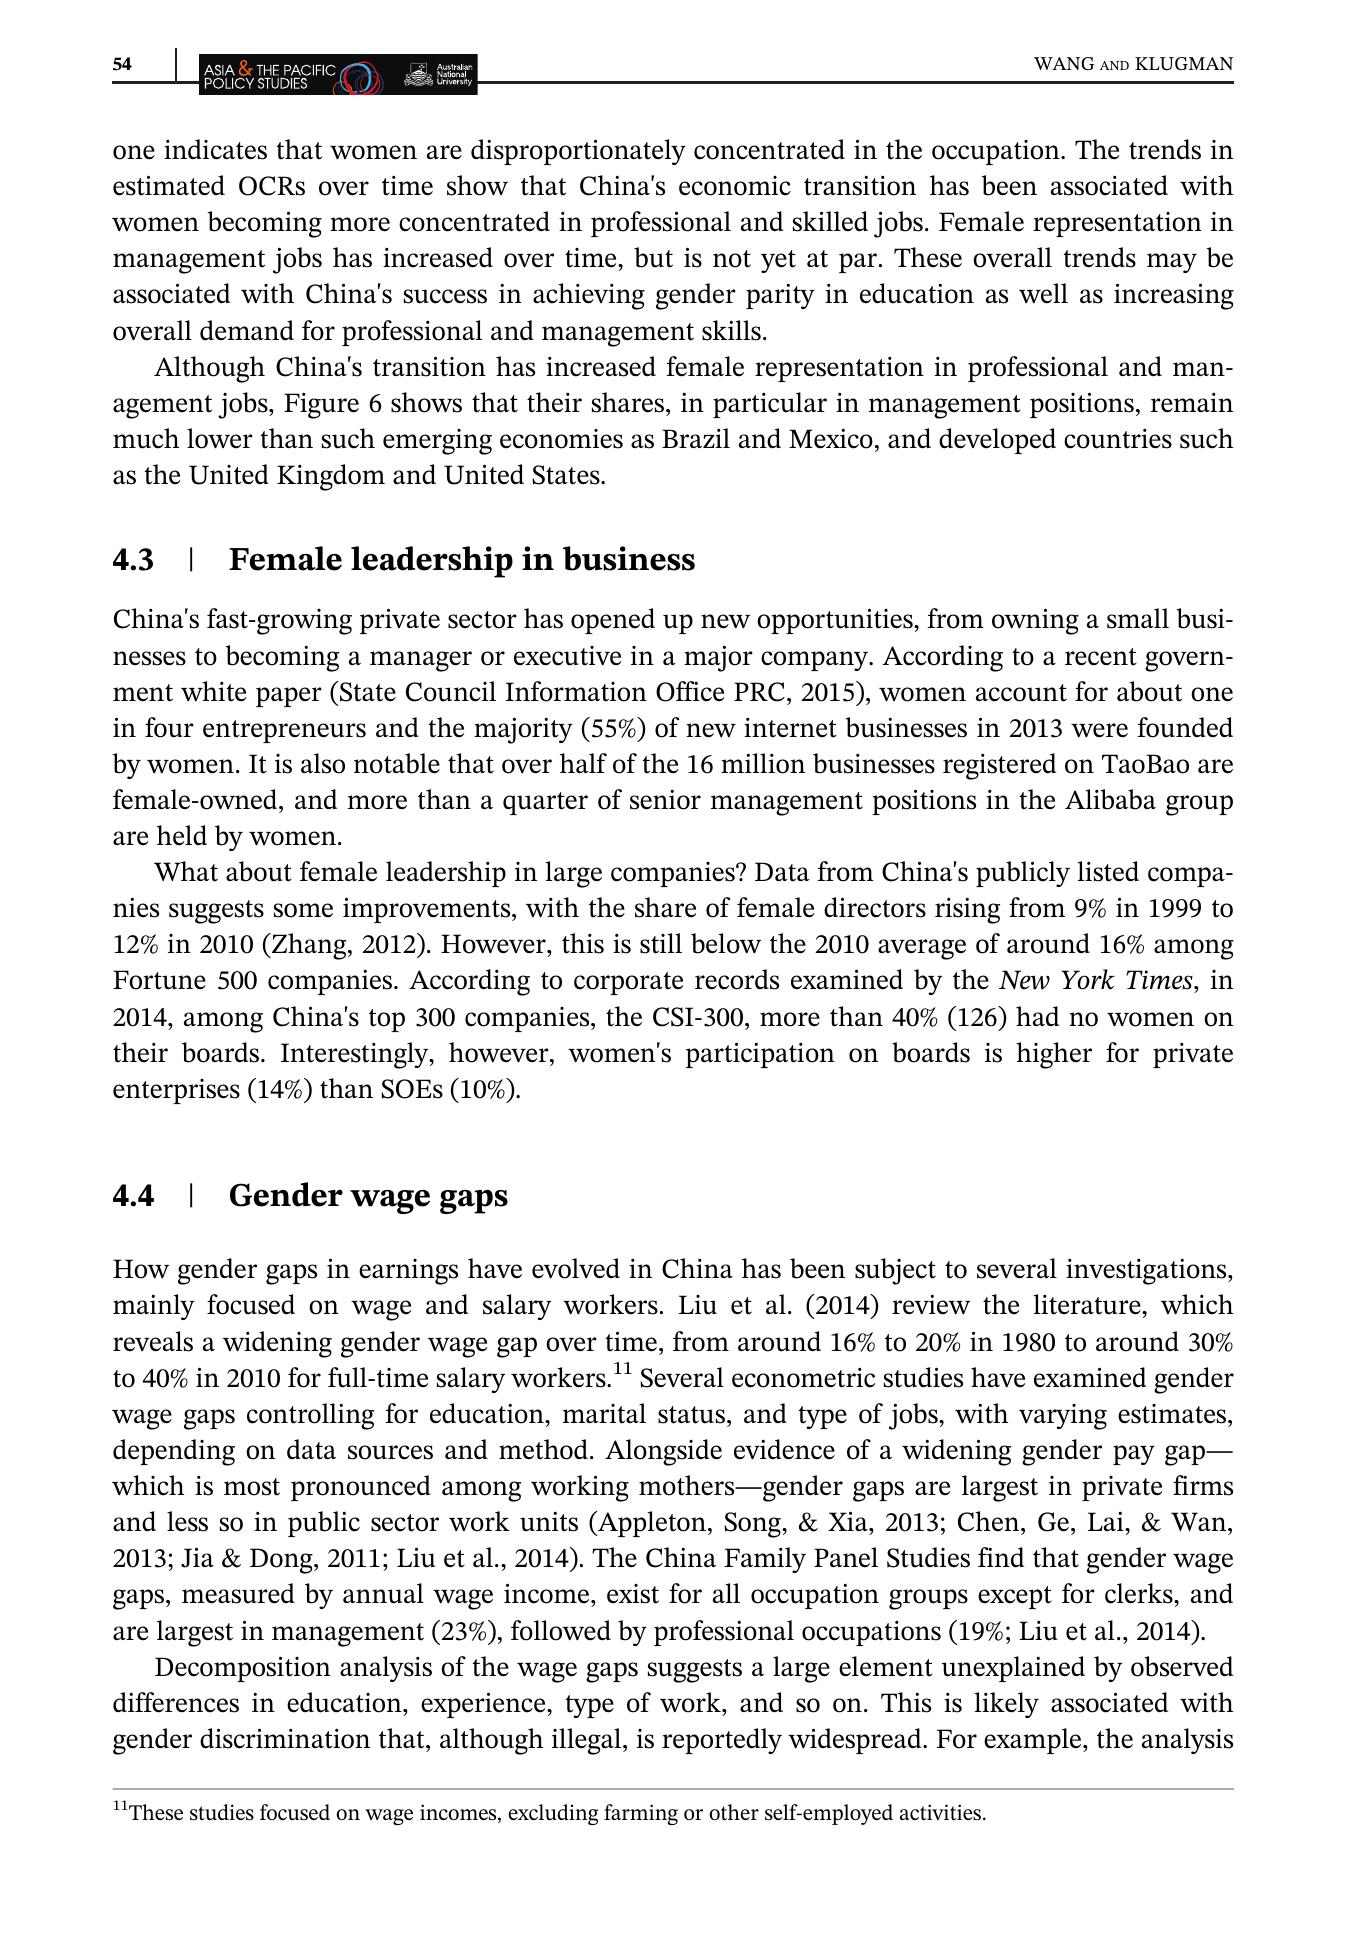 54
ASIA & THE PACIFIC
POLICY STUDIES
Australian
National
University
WANG AND KLUGMAN
one indicates that women are disproportionately concentrated in the occupation. The trends in
estimated OCRs over time show that China's economic transition has been associated with
women becoming more concentrated in professional and skilled jobs. Female representation in
management jobs has increased over time, but is not yet at par. These overall trends may be
associated with China's success in achieving gender parity in education as well as increasing
overall demand for professional and management skills.
Although China's transition has increased female representation in professional and man-
agement jobs, Figure 6 shows that their shares, in particular in management positions, remain
much lower than such emerging economies as Brazil and Mexico, and developed countries such
as the United Kingdom and United States.
4.3 | Female leadership in business
China's fast-growing private sector has opened up new opportunities, from owning a small busi-
nesses to becoming a manager or executive in a major company. According to a recent govern-
ment white paper (State Council Information Office PRC, 2015), women account for about one
in four entrepreneurs and the majority (55%) of new internet businesses in 2013 were founded
by women. It is also notable that over half of the 16 million businesses registered on TaoBao are
female-owned, and more than a quarter of senior management positions in the Alibaba group
are held by women.
What about female leadership in large companies? Data from China's publicly listed compa-
nies suggests some improvements, with the share of female directors rising from 9% in 1999 to
12% in 2010 (Zhang, 2012). However, this is still below the 2010 average of around 16% among
Fortune 500 companies. According to corporate records examined by the New York Times, in
2014, among China's top 300 companies, the CSI-300, more than 40% (126) had no women on
their boards. Interestingly, however, women's participation on boards is higher for private
enterprises (14%) than SOEs (10%).
4.4 | Gender wage gaps
How gender gaps in earnings have evolved in China has been subject to several investigations,
mainly focused on wage and salary workers. Liu et al. (2014) review the literature, which
reveals a widening gender wage gap over time, from around 16% to 20% in 1980 to around 30%
to 40% in 2010 for full-time salary workers.11 Several econometric studies have examined gender
wage gaps controlling for education, marital status, and type of jobs, with varying estimates,
depending on data sources and method. Alongside evidence of a widening gender pay gap—
which is most pronounced among working mothers—gender gaps are largest in private firms
and less so in public sector work units (Appleton, Song, & Xia, 2013; Chen, Ge, Lai, & Wan,
2013; Jia & Dong, 2011; Liu et al., 2014). The China Family Panel Studies find that gender wage
gaps, measured by annual wage income, exist for all occupation groups except for clerks, and
are largest in management (23%), followed by professional occupations (19%; Liu et al., 2014).
Decomposition analysis of the wage gaps suggests a large element unexplained by observed
differences in education, experience, type of work, and so on. This is likely associated with
gender discrimination that, although illegal, is reportedly widespread. For example, the analysis
11These studies focused on wage incomes, excluding farming or other self-employed activities.